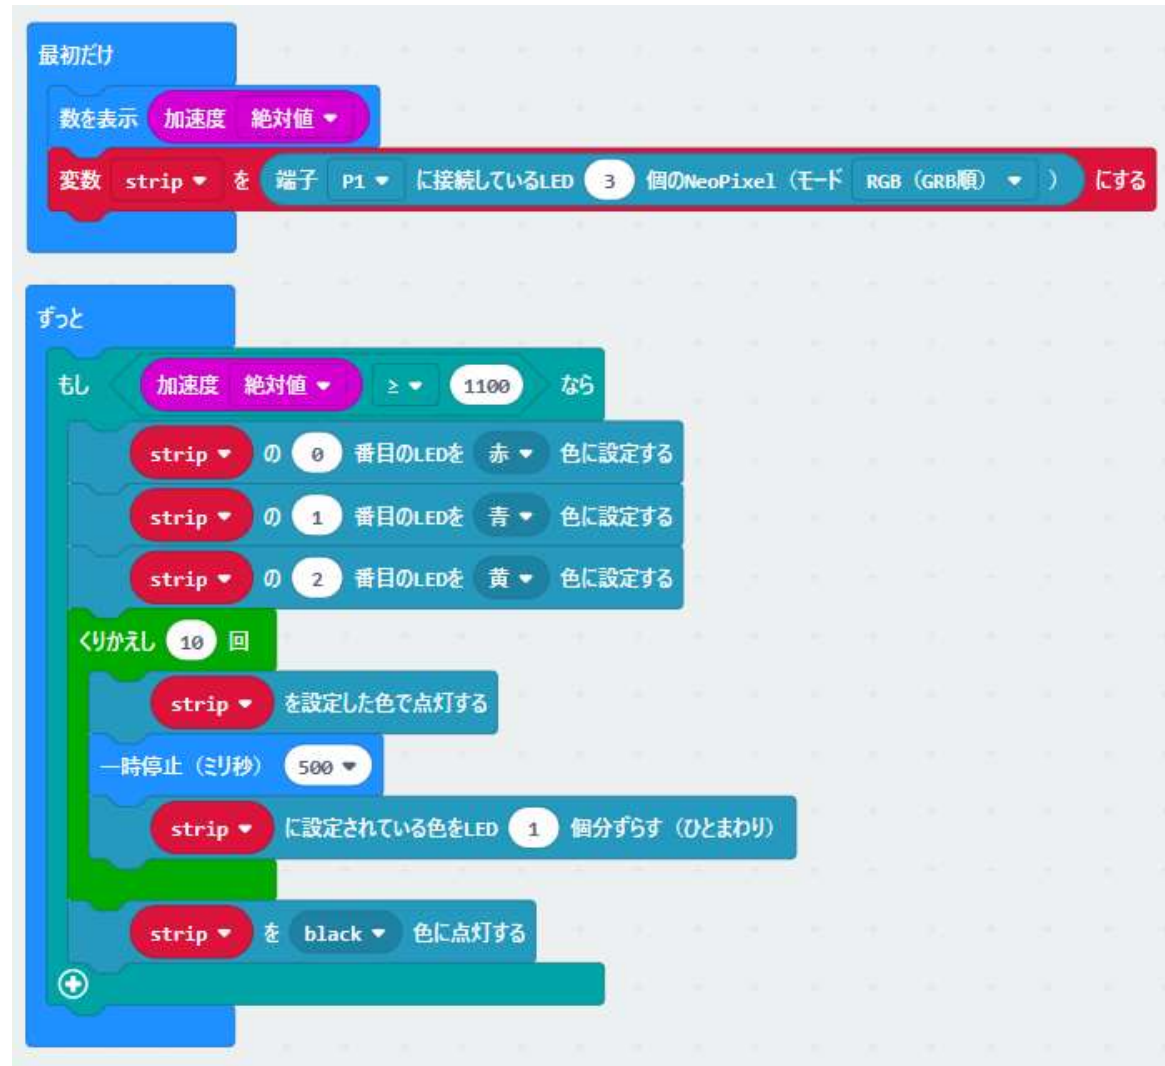 最初だけ
数を表示 加速度 絶対値
変数 strip を 端子 P1 に接続しているLED 3 個のNeoPixel（モード RGB（GRB順） ） にする
ずっと
もし 加速度 絶対値 ≥ 1100 なら
strip の 0 番目のLEDを 赤 色に設定する
strip の 1 番目のLEDを 青 色に設定する
strip の 2 番目のLEDを 黄 色に設定する
くりかえし 10 回
strip を設定した色で点灯する
一時停止（ミリ秒） 500
strip に設定されている色をLED 1 個分ずらす（ひとまわり）
strip を black 色に点灯する